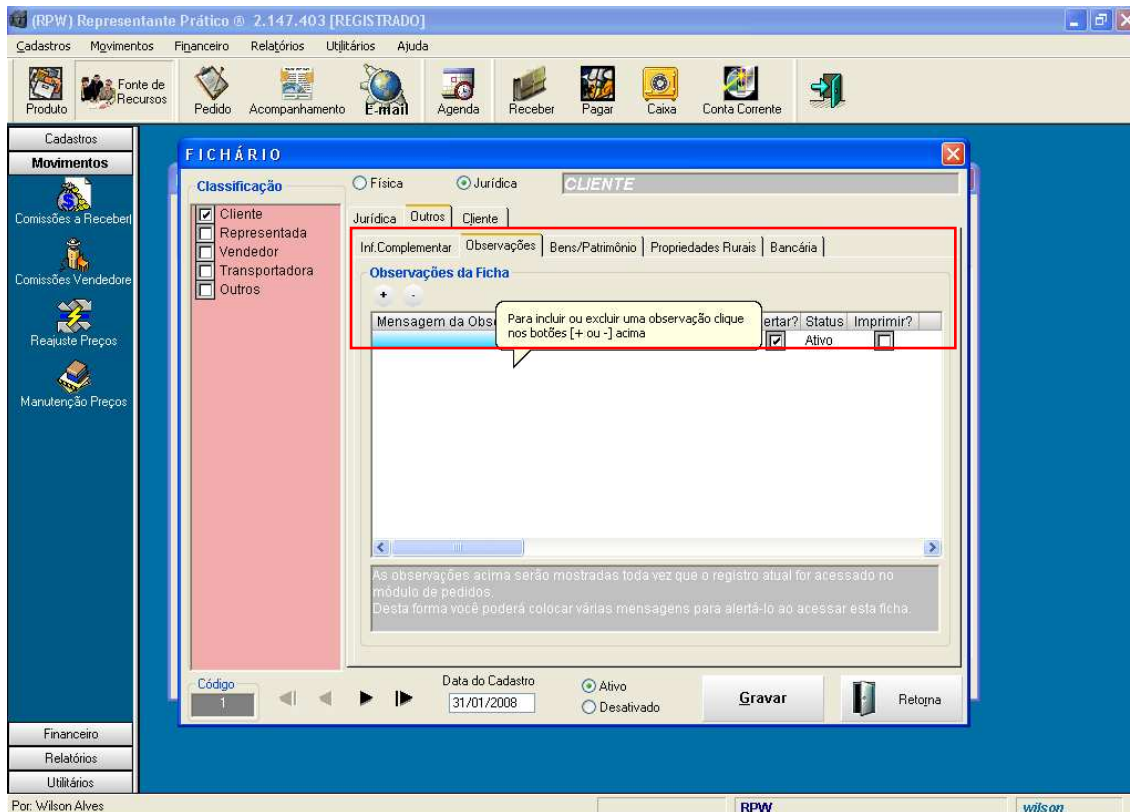 (RPW) Representante Prático ® 2.147.403 [REGISTRADO]
Cadastros Movimentos Financeiro Relatórios Utilitários Ajuda
Produto
Fonte de
Recursos
Pedido Acompanhamento E-mail Agenda Receber Pagar Caixa Conta Corrente
Cadastros
Movimentos
Comissões a Receber
Comissões Vendedore
Reajuste Preços
Manutenção Preços
Financeiro
Relatórios
Utilitários
FICHÁRIO
Classificação
Cliente
Representada
Vendedor
Transportadora
Outros
Física Jurídica CLIENTE
Jurídica Outros Cliente
Inf.Complementar Observações Bens/Patrimônio Propriedades Rurais Bancária
Observações da Ficha
+ -
Mensagem da Obs ertar? Status Imprimir?
Para incluir ou excluir uma observação clique
nos botões [+ ou -] acima
Ativo
As observações acima serão mostradas toda vez que o registro atual for acessado no
módulo de pedidos.
Desta forma você poderá colocar várias mensagens para alertá-lo ao acessar esta ficha.
Código
1
Data do Cadastro
31/01/2008
Ativo
Desativado
Gravar
Retorna
Por: Wilson Alves RPW wilson